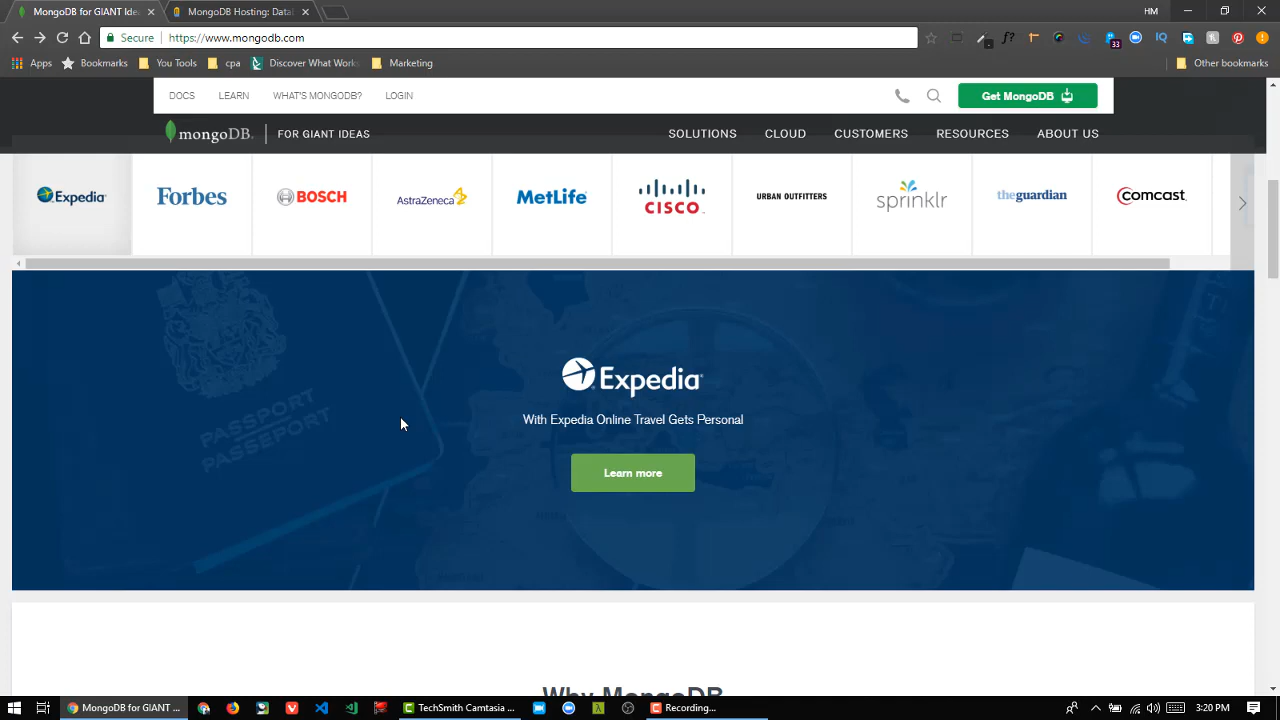 MongoDB for GIANT Ide
MongoDB Hosting: Datab
HM
Secure
https://www.mongodb.com
33
Apps
Bookmarks
You Tools
cpa
Discover What Works
Marketing
Other bookmarks
DOCS
LEARN
WHAT'S MONGODB?
LOGIN
Get MongoDB
mongoDB.
FOR GIANT IDEAS
SOLUTIONS
CLOUD
CUSTOMERS
RESOURCES
ABOUT US
Expedia
Forbes
BOSCH
AstraZeneca
MetLife
CISCO
URBAN OUTFITTERS
sprinklr
theguardian
comcast
PASSPORT
PASSEPORT
Expedia
With Expedia Online Travel Gets Personal
Learn more
Why MongoDB
MongoDB for GIANT ...
TechSmith Camtasia ...
Recording...
3:20 PM